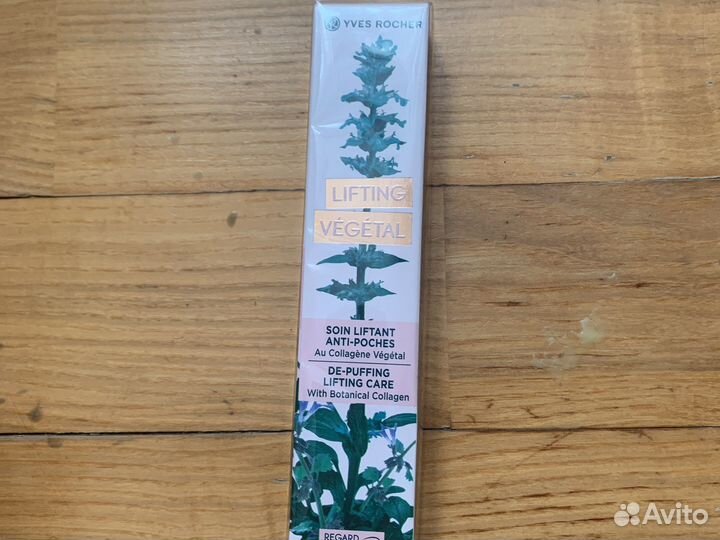 YVES ROCHER
LIFTING
VÉGÉTAL
SOIN LIFTANT
ANTI-POCHES
Au Collagène Végétal
DE-PUFFING
LIFTING CARE
With Botanical Collagen
REGARD
Avito